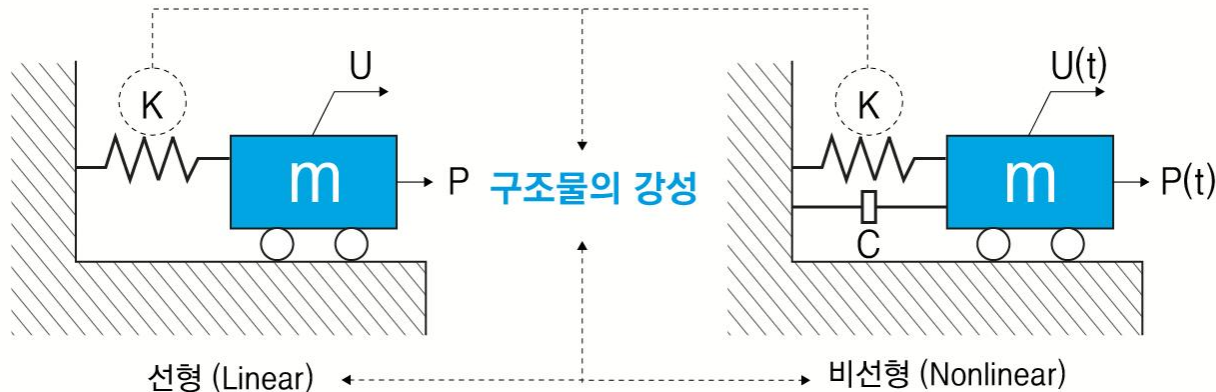 K
U
m
P
구조물의 강성
K
U(t)
m
P(t)
C
선형 (Linear)
비선형 (Nonlinear)